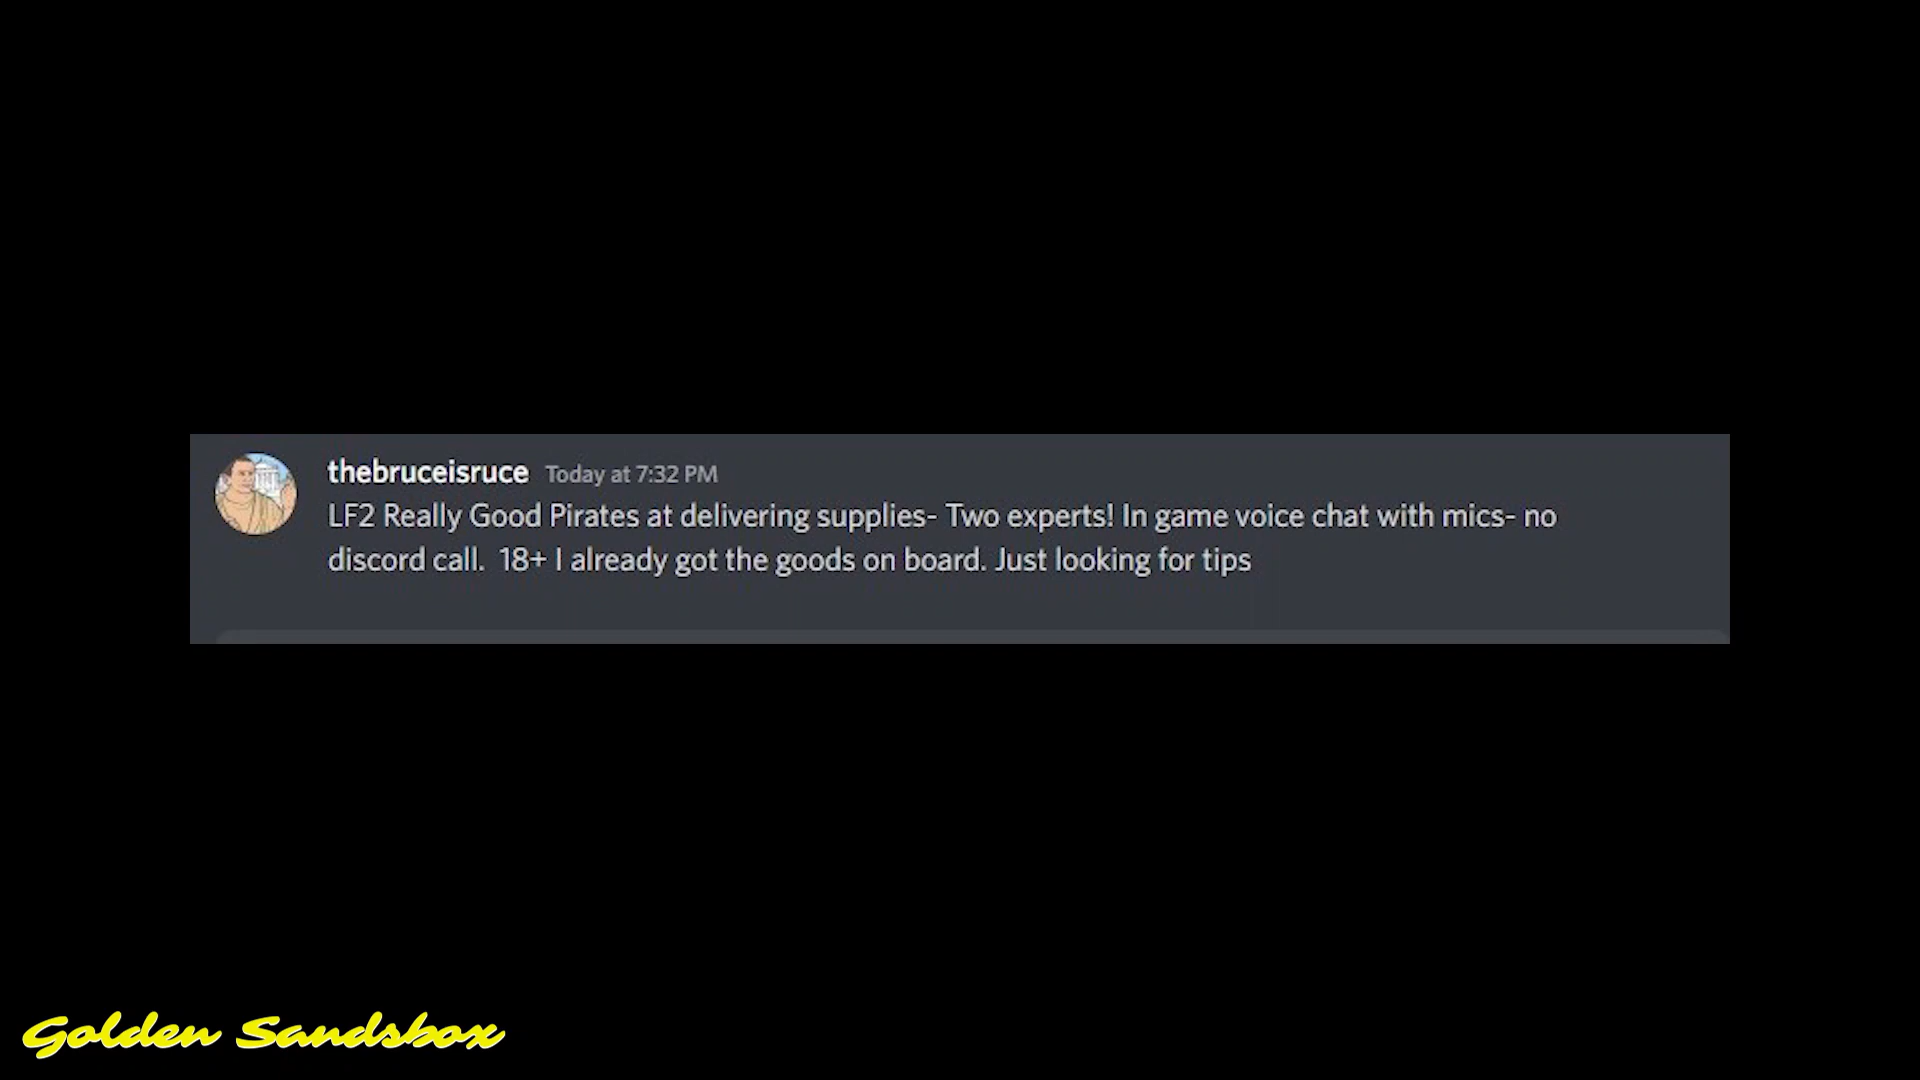 thebruceisruce Today at 7:32 PM
LF2 Really Good Pirates at delivering supplies- Two experts! In game voice chat with mics- no
discord call.  18+ I already got the goods on board. Just looking for tips
Golden Sandsbox